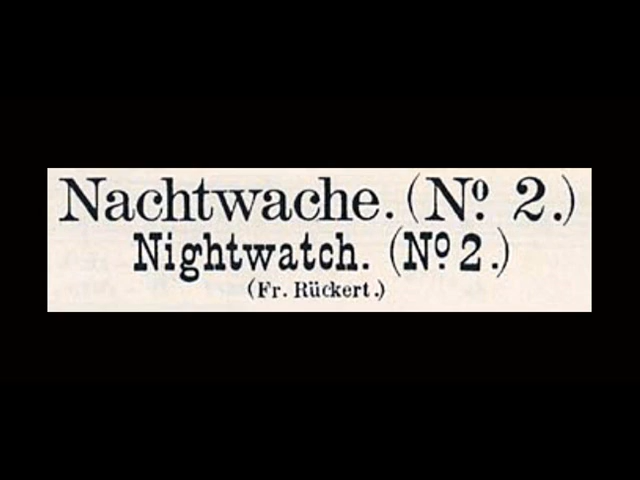 Nachtwache. (Nº 2.)
Nightwatch. (Nº 2.)
(Fr. Rückert.)